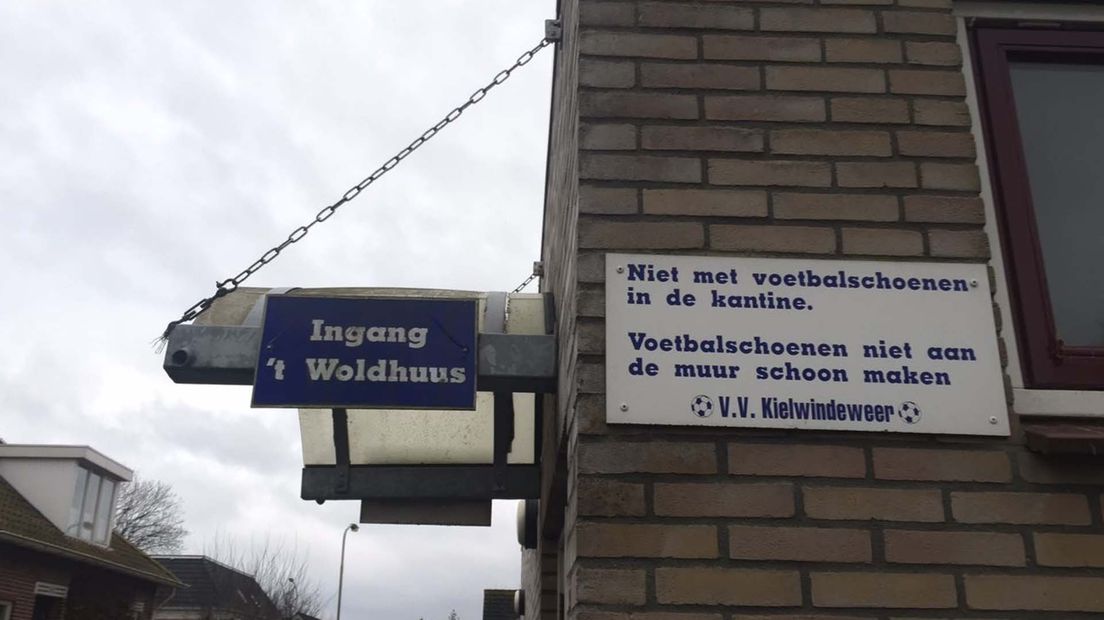 Ingang
't Woldhuus
Niet met voetbalschoenen
in de kantine.
Voetbalschoenen niet aan
de muur schoon maken
V.V. Kielwindeweer